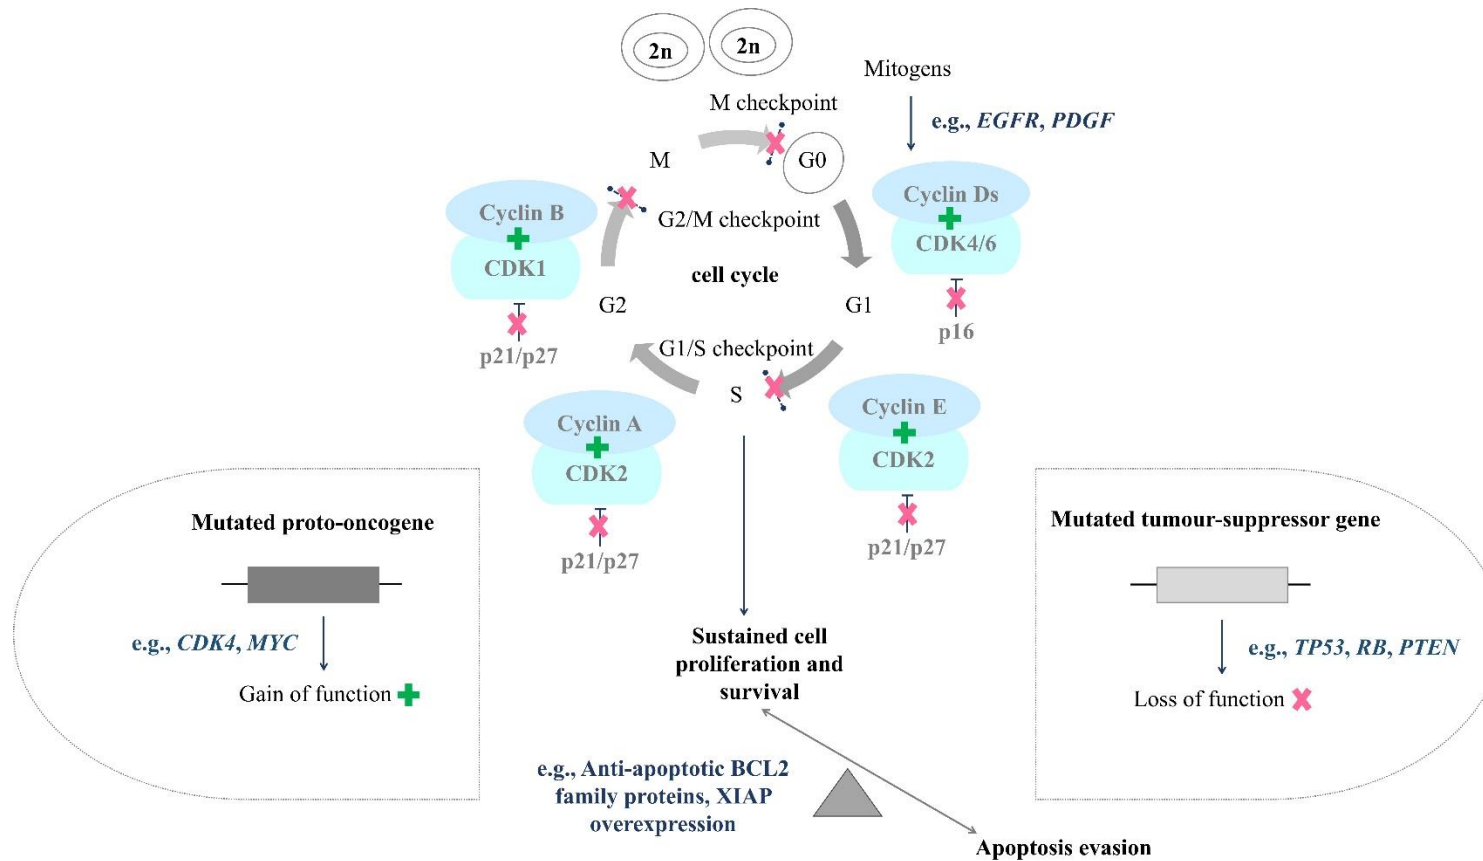 2n
2n
Mitogens
M checkpoint
e.g., EGFR, PDGF
M
G0
Cyclin B
CDK1
G2/M checkpoint
Cyclin Ds
CDK4/6
cell cycle
G2
G1
p21/p27
p16
G1/S checkpoint
S
Cyclin A
CDK2
Cyclin E
CDK2
p21/p27
p21/p27
Mutated proto-oncogene
e.g., CDK4, MYC
Gain of function
Mutated tumour-suppressor gene
e.g., TP53, RB, PTEN
Loss of function
Sustained cell
proliferation and
survival
e.g., Anti-apoptotic BCL2
family proteins, XIAP
overexpression
Apoptosis evasion